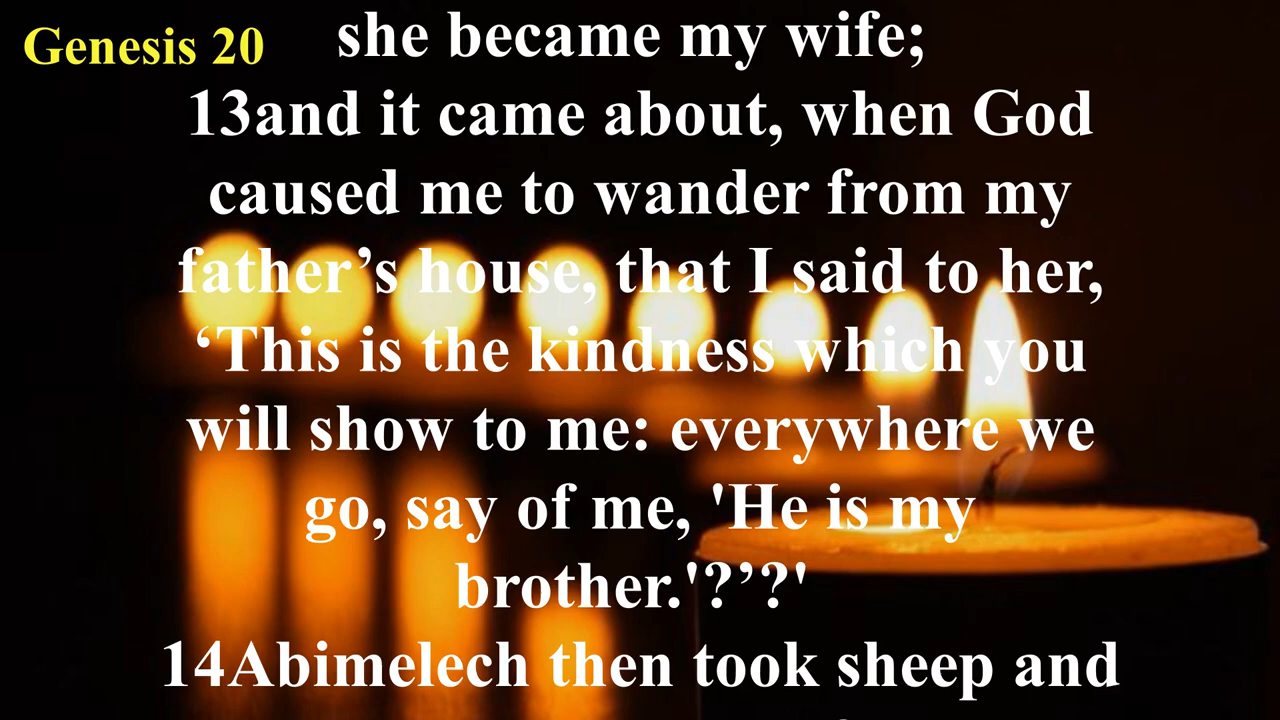 Genesis 20
she became my wife;
13and it came about, when God
caused me to wander from my
father’s house, that I said to her,
‘This is the kindness which you
will show to me: everywhere we
go, say of me, 'He is my
brother.'?’?'
14Abimelech then took sheep and